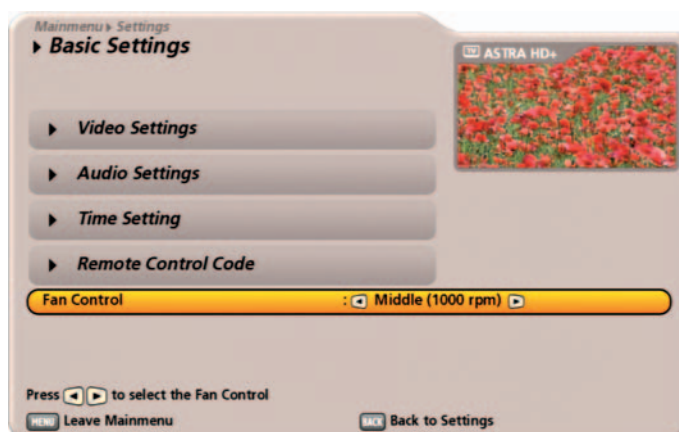 Mainmenu Settings
Basic Settings
TV ASTRA HD+
Video Settings
Audio Settings
Time Setting
Remote Control Code
Fan Control : Middle (1000 rpm)
Press to select the Fan Control
MENU Leave Mainmenu BACK Back to Settings